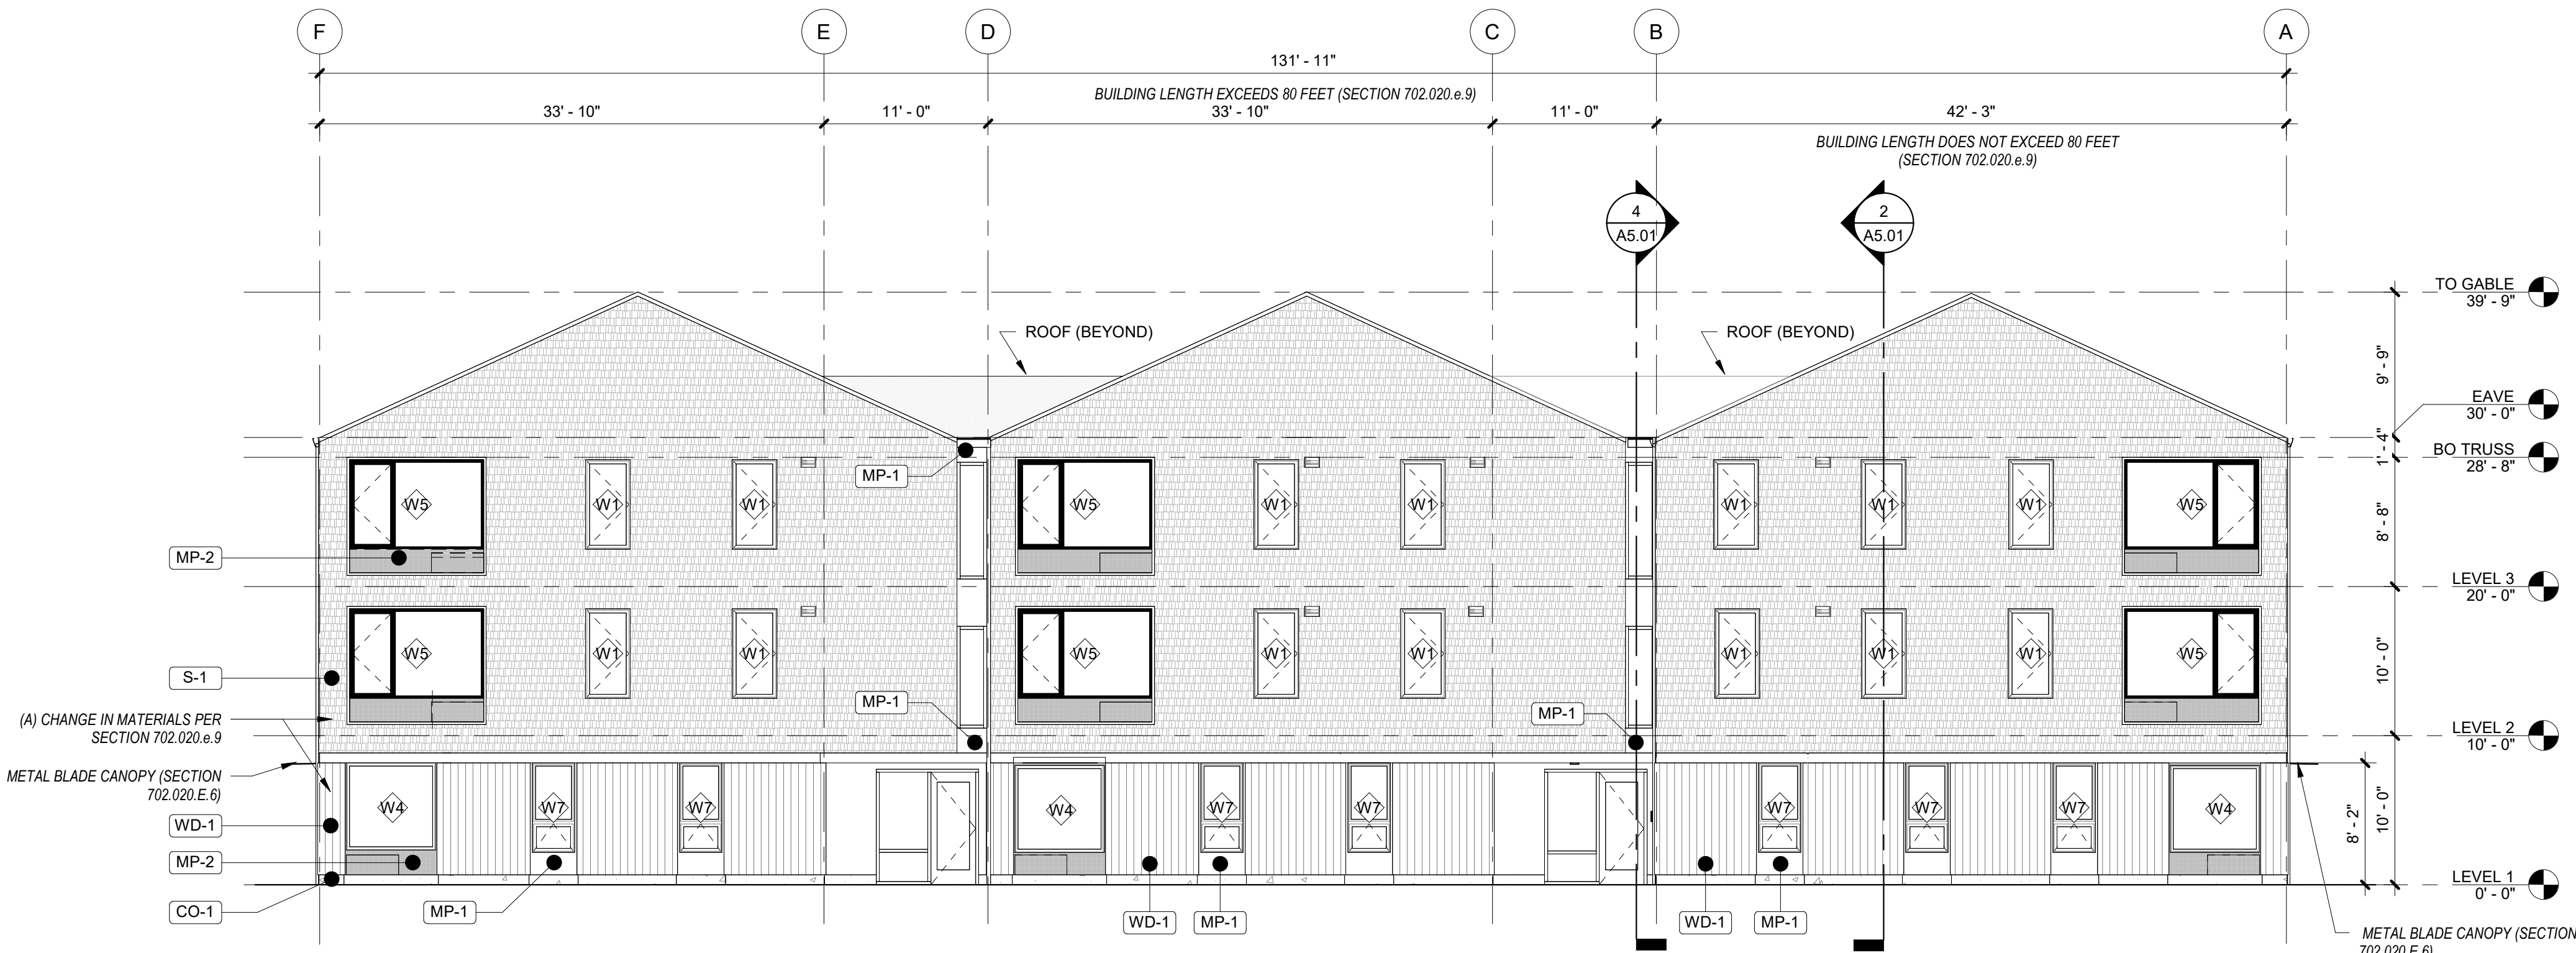 F
E
D
C
B
A
131' - 11"
BUILDING LENGTH EXCEEDS 80 FEET (SECTION 702.020.e.9)
33' - 10"
11' - 0"
33' - 10"
11' - 0"
42' - 3"
BUILDING LENGTH DOES NOT EXCEED 80 FEET
(SECTION 702.020.e.9)
4
A5.01
2
A5.01
TO GABLE
39' - 9"
ROOF (BEYOND)
ROOF (BEYOND)
9' - 9"
EAVE
30' - 0"
1' - 4"
BO TRUSS
28' - 8"
MP-1
W5
W1
W1
W5
W1
W1
W1
W1
W1
W5
8' - 8"
MP-2
LEVEL 3
20' - 0"
W5
W1
W1
W5
W1
W1
W1
W1
W1
W5
10' - 0"
S-1
MP-1
MP-1
(A) CHANGE IN MATERIALS PER
SECTION 702.020.e.9
LEVEL 2
10' - 0"
METAL BLADE CANOPY (SECTION
702.020.E.6)
W4
W7
W7
W4
W7
W7
W7
W7
W7
W4
8' - 2"
10' - 0"
WD-1
MP-2
LEVEL 1
0' - 0"
CO-1
MP-1
WD-1
MP-1
WD-1
MP-1
METAL BLADE CANOPY (SECTION
702.020.E.6)